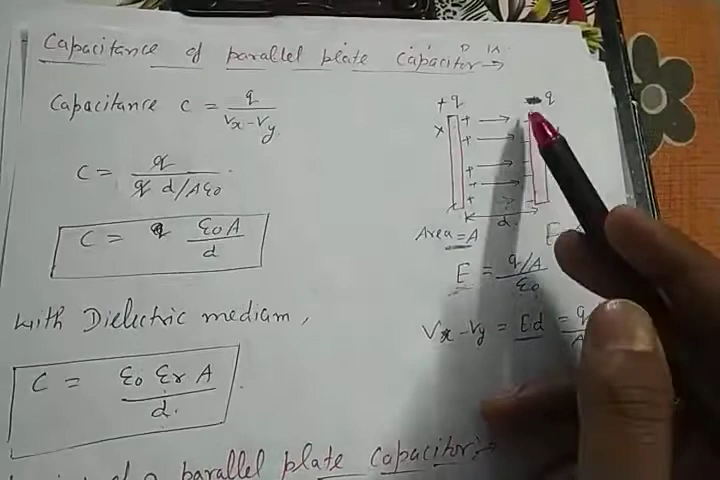 Capacitance of parallel plate capacitor →
Capacitance C = q / Vx - Vy
C = q / q d/Aε0
C = ε0 A / d
With Dielectric medium,
C = ε0 εr A / d.
+q - q
X + + + + +
d
Area = A
E
E = q/A / ε0
Vx - Vy = Ed = q
of a parallel plate capacitor :→